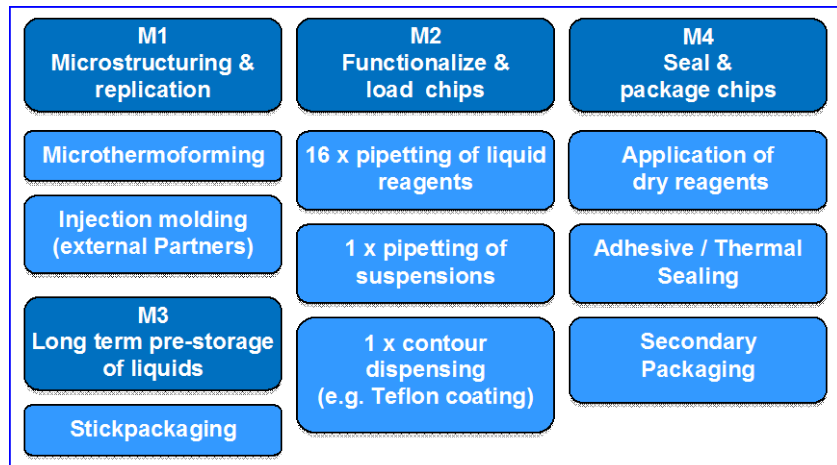 M1
Microstructuring &
replication
Microthermoforming
Injection molding
(external Partners)
M3
Long term pre-storage
of liquids
Stickpackaging
M2
Functionalize &
load chips
16 x pipetting of liquid
reagents
1 x pipetting of
suspensions
1 x contour
dispensing
(e.g. Teflon coating)
M4
Seal &
package chips
Application of
dry reagents
Adhesive / Thermal
Sealing
Secondary
Packaging